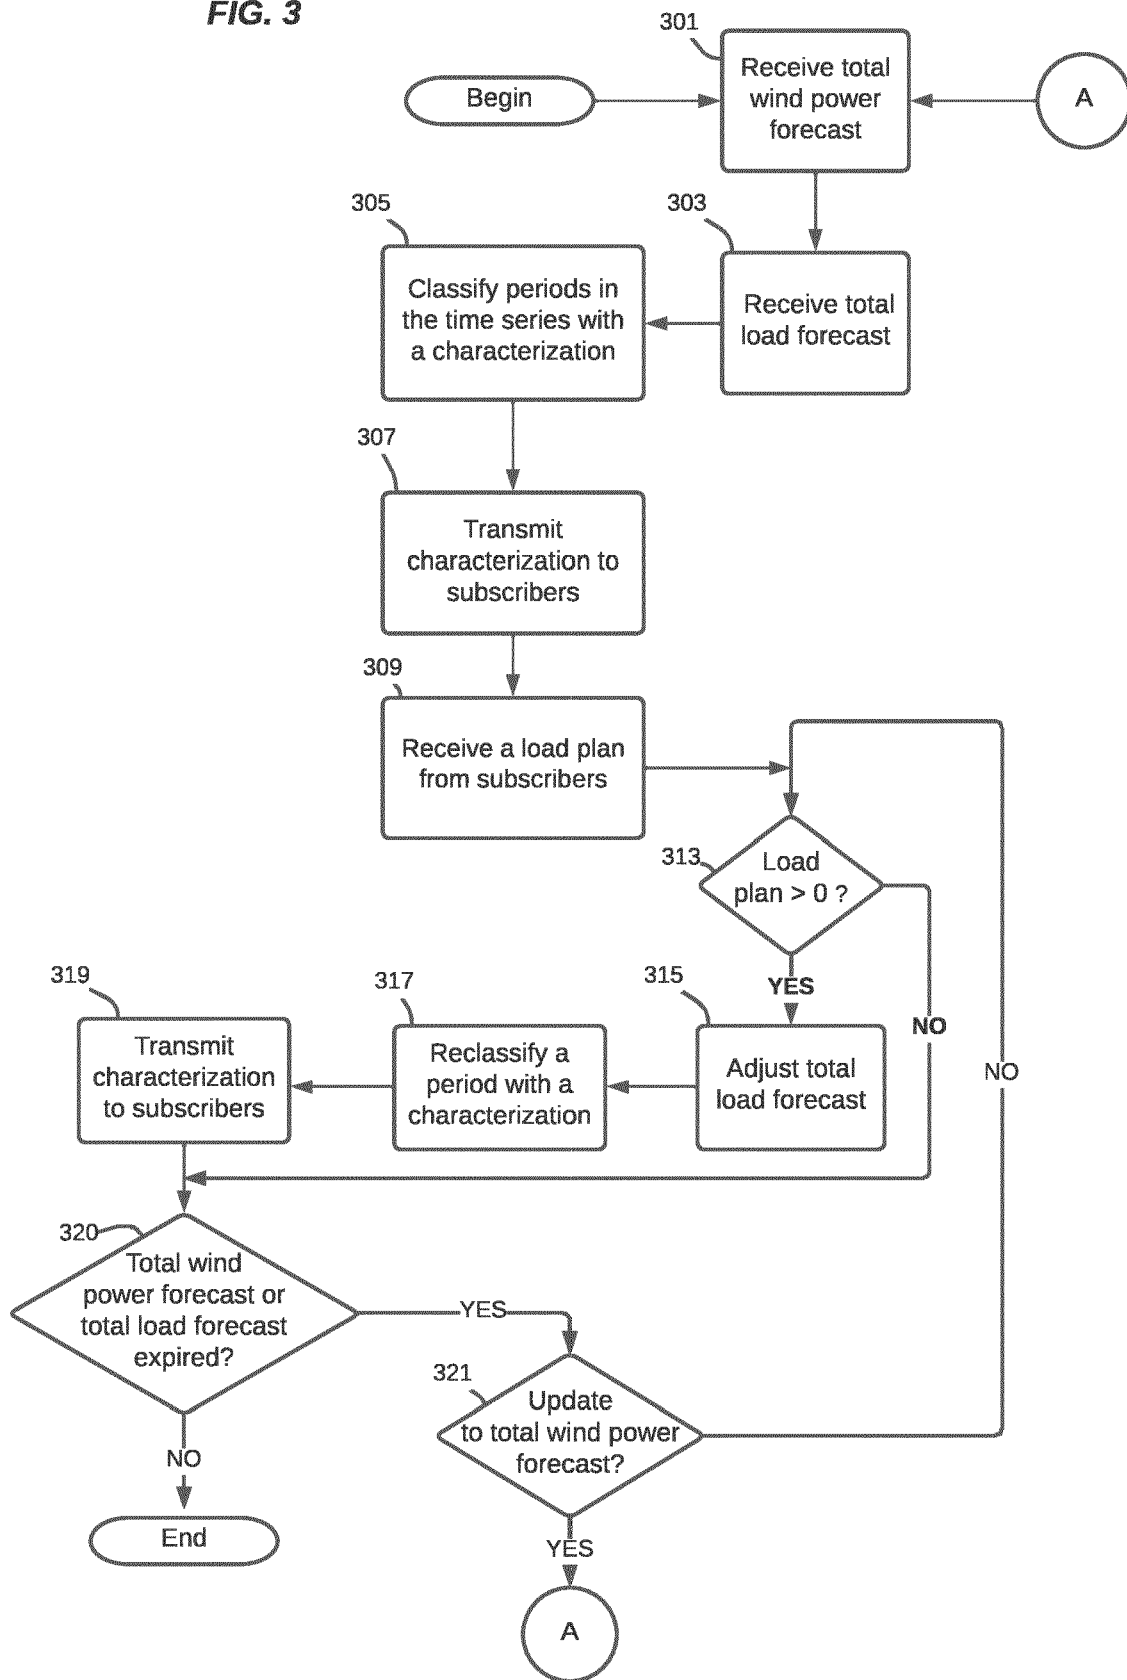 FIG. 3
301
Receive total
wind power
forecast
Begin
A
305
303
Classify periods in
the time series with
a characterization
Receive total
load forecast
307
Transmit
characterization to
subscribers
309
Receive a load plan
from subscribers
313
Load
plan > 0 ?
YES
NO
NO
319
317
315
Transmit
characterization
to subscribers
Reclassify a
period with a
characterization
Adjust total
load forecast
320
Total wind
power forecast or
total load forecast
expired?
YES
321
Update
to total wind power
forecast?
NO
End
YES
A